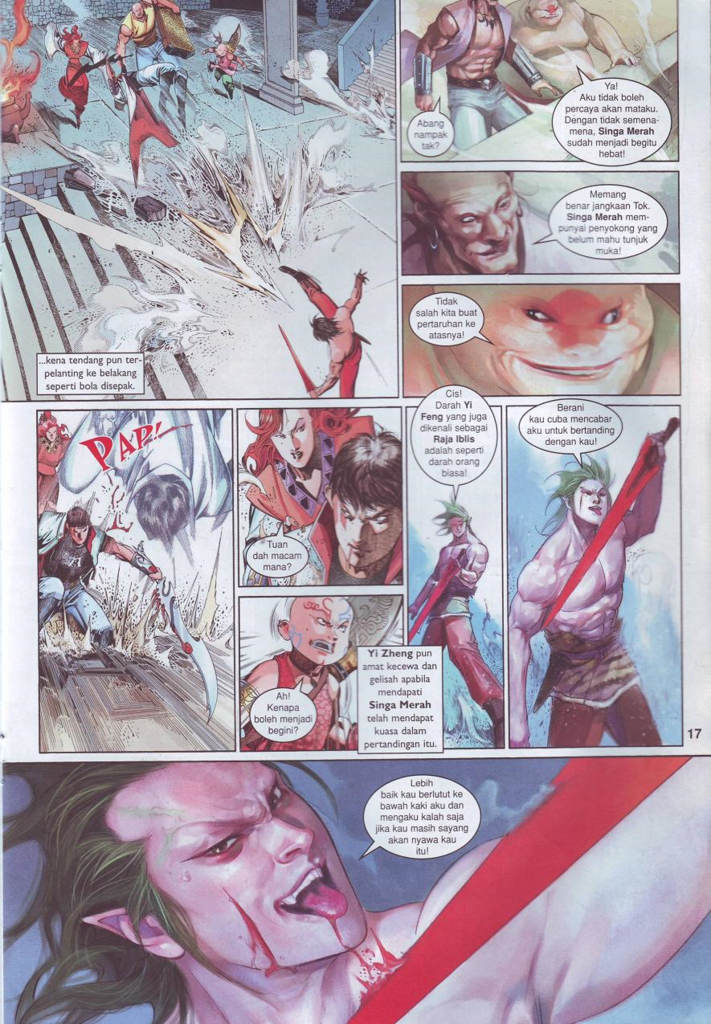 ...kena tendang pun ter-
pelanting ke belakang
seperti bola disepak.
Abang
nampak
tak?
Ya!
Aku tidak boleh
percaya akan mataku.
Dengan tidak semena-
mena, Singa Merah
sudah menjadi begitu
hebat!
Memang
benar jangkaan Tok.
Singa Merah mem-
punyai penyokong yang
belum mahu tunjuk
muka!
Tidak
salah kita buat
pertaruhan ke
atasnya!
PAP!
Tuan
dah macam
mana?
Ah!
Kenapa
boleh menjadi
begini?
Yi Zheng pun
amat kecewa dan
gelisah apabila
mendapati
Singa Merah
telah mendapat
kuasa dalam
pertandingan itu.
Cis!
Darah Yi
Feng yang juga
dikenali sebagai
Raja Iblis
adalah seperti
darah orang
biasa!
Berani
kau cuba mencabar
aku untuk bertanding
dengan kau!
17
Lebih
baik kau berlutut ke
bawah kaki aku dan
mengaku kalah saja
jika kau masih sayang
akan nyawa kau
itu!